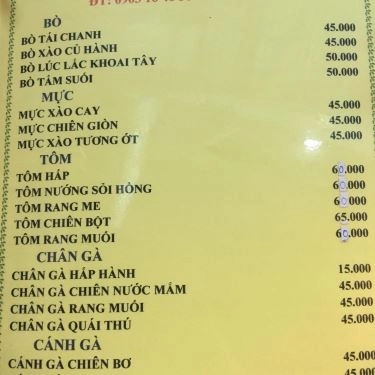 BÒ
BÒ TÁI CHANH 45.000
BÒ XÀO CỦ HÀNH 45.000
BÒ LÚC LẮC KHOAI TÂY 50.000
BÒ TẮM SUỐI 50.000
MỰC
MỰC XÀO CAY 45.000
MỰC CHIÊN GIÒN 45.000
MỰC XÀO TƯƠNG ỚT 45.000
TÔM
TÔM HẤP 60.000
TÔM NƯỚNG SỎI HỒNG 60.000
TÔM RANG ME 60.000
TÔM CHIÊN BỘT 65.000
TÔM RANG MUỐI 60.000
CHÂN GÀ
CHÂN GÀ HẤP HÀNH 15.000
CHÂN GÀ CHIÊN NƯỚC MẮM 45.000
CHÂN GÀ RANG MUỐI 45.000
CHÂN GÀ QUÁI THÚ 45.000
CÁNH GÀ
CÁNH GÀ CHIÊN BƠ 45.000
45.000